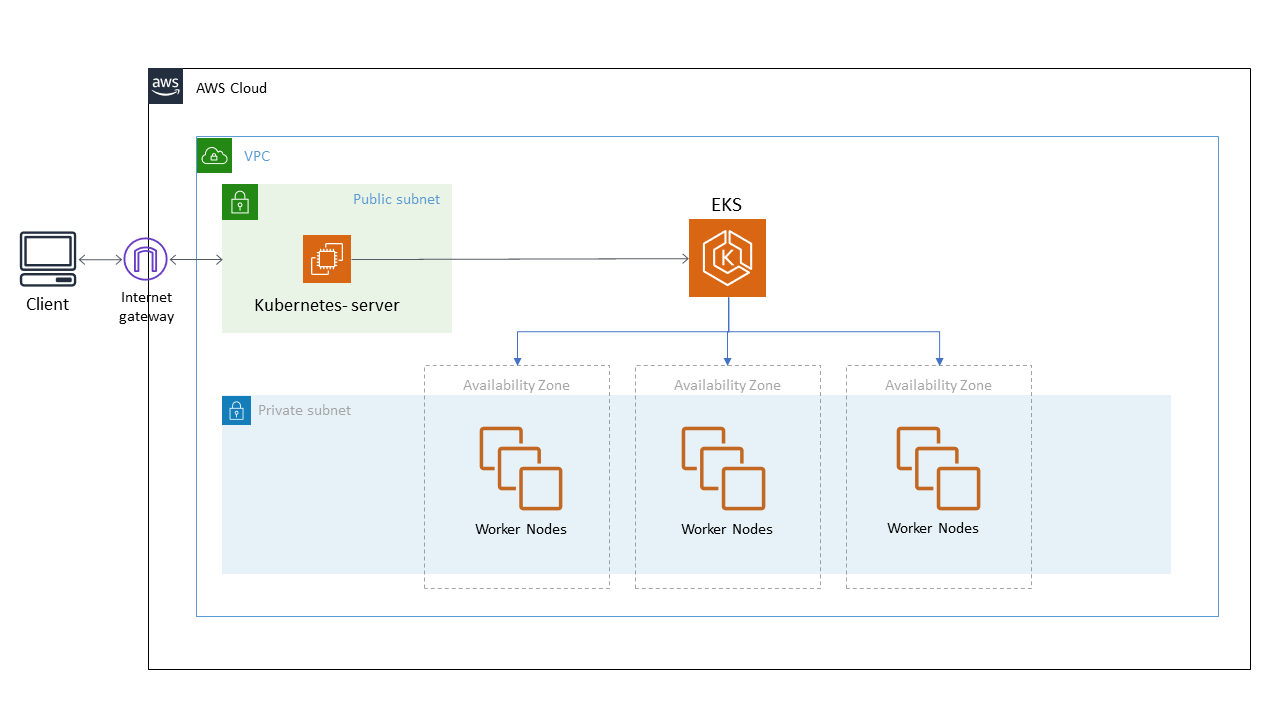 aws
AWS Cloud
VPC
Public subnet
EKS
K
Client
Internet
gateway
Kubernetes- server
Availability Zone
Availability Zone
Availability Zone
Private subnet
Worker Nodes
Worker Nodes
Worker Nodes